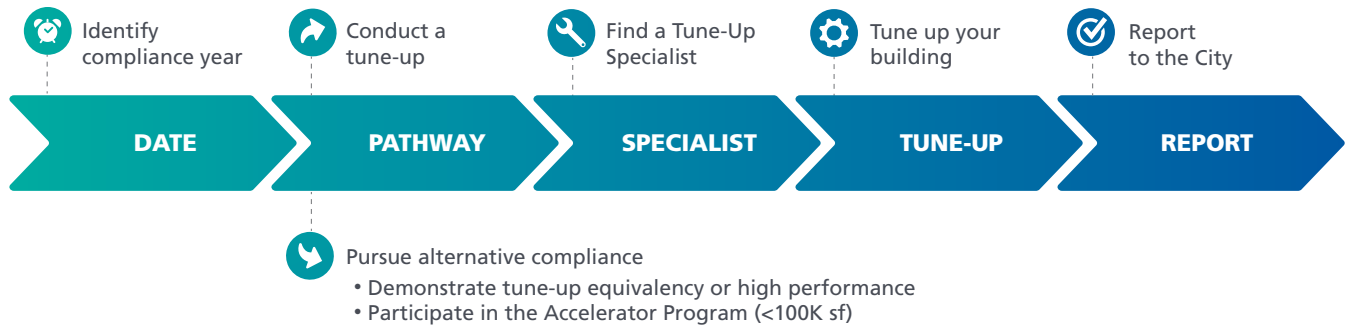 Identify
compliance year
Conduct a
tune-up
Find a Tune-Up
Specialist
Tune up your
building
Report
to the City
DATE
PATHWAY
SPECIALIST
TUNE-UP
REPORT
Pursue alternative compliance
• Demonstrate tune-up equivalency or high performance
• Participate in the Accelerator Program (<100K sf)